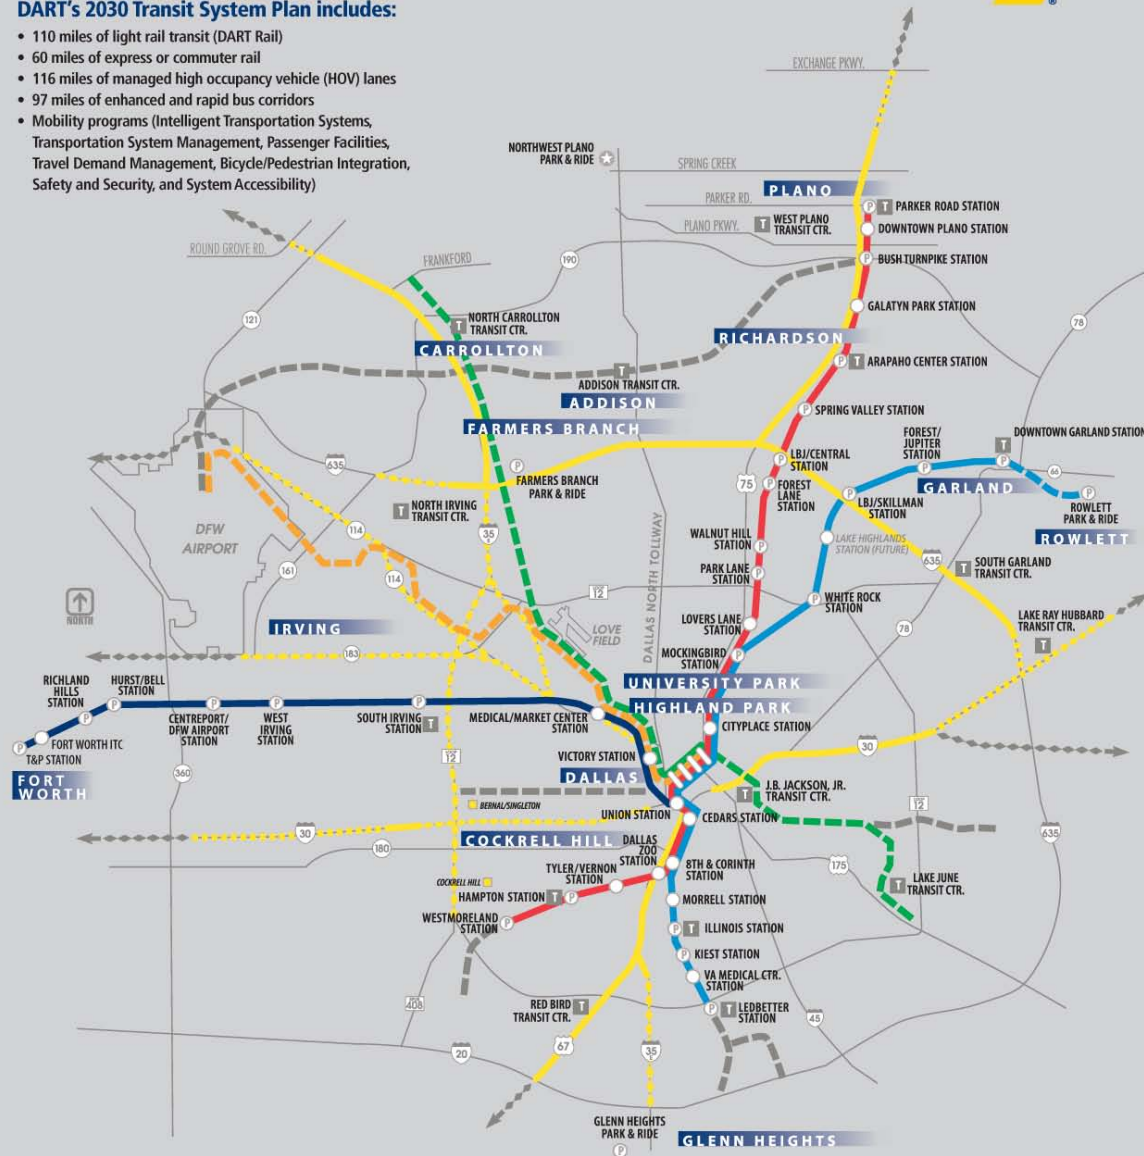 DART's 2030 Transit System Plan includes:
• 110 miles of light rail transit (DART Rail)
• 60 miles of express or commuter rail
• 116 miles of managed high occupancy vehicle (HOV) lanes
• 97 miles of enhanced and rapid bus corridors
• Mobility programs (Intelligent Transportation Systems,
Transportation System Management, Passenger Facilities,
Travel Demand Management, Bicycle/Pedestrian Integration,
Safety and Security, and System Accessibility)
®
EXCHANGE PKWY.
NORTHWEST PLANO
PARK & RIDE
SPRING CREEK
PLANO
PARKER RD.
P T PARKER ROAD STATION
T WEST PLANO
TRANSIT CTR.
PLANO PKWY.
DOWNTOWN PLANO STATION
ROUND GROVE RD.
FRANKFORD
190
P BUSH TURNPIKE STATION
GALATYN PARK STATION
121
T NORTH CARROLLTON
TRANSIT CTR.
78
RICHARDSON
CARROLLTON
P T ARAPAHO CENTER STATION
T
ADDISON TRANSIT CTR.
ADDISON
P SPRING VALLEY STATION
FARMERS BRANCH
FOREST/
JUPITER
STATION
P
T
DOWNTOWN GARLAND STATION
P
635
P
FARMERS BRANCH
PARK & RIDE
P LBJ/CENTRAL
STATION
66
75
P FOREST
LANE
STATION
GARLAND
P LBJ/SKILLMAN
STATION
P
ROWLETT
PARK & RIDE
ROWLETT
T NORTH IRVING
TRANSIT CTR.
DFW
AIRPORT
114
35
DALLAS NORTH TOLLWAY
WALNUT HILL
STATION P
LAKE HIGHLANDS
STATION (FUTURE)
635
T SOUTH GARLAND
TRANSIT CTR.
161
114
PARK LANE
STATION P
NORTH
LOOP
12
P WHITE ROCK
STATION
LAKE RAY HUBBARD
TRANSIT CTR.
T
IRVING
LOVE
FIELD
LOVERS LANE
STATION P
78
183
MOCKINGBIRD
STATION P
RICHLAND
HILLS
STATION
P
HURST/BELL
STATION
P
UNIVERSITY PARK
HIGHLAND PARK
P
CENTREPORT/
DFW AIRPORT
STATION
P
WEST
IRVING
STATION
P
SOUTH IRVING
STATION T
MEDICAL/MARKET CENTER
STATION
P CITYPLACE STATION
FORT WORTH ITC
P
T&P STATION
FORT
WORTH
360
LOOP
12
VICTORY STATION
30
DALLAS
T J.B. JACKSON, JR.
TRANSIT CTR.
BERNAL/SINGLETON
UNION STATION
CEDARS STATION
LOOP
12
30
635
180
COCKRELL HILL
DALLAS
ZOO
STATION
P 8TH & CORINTH
STATION
175
TYLER/VERNON
STATION
COCKRELL HILL
HAMPTON STATION T P
T LAKE JUNE
TRANSIT CTR.
MORRELL STATION
WESTMORELAND
STATION P
P T ILLINOIS STATION
P KIEST STATION
VA MEDICAL CTR.
STATION
408
RED BIRD
TRANSIT CTR. T
P T LEDBETTER
STATION
45
20
67
35
GLENN HEIGHTS
PARK & RIDE
P
GLENN HEIGHTS